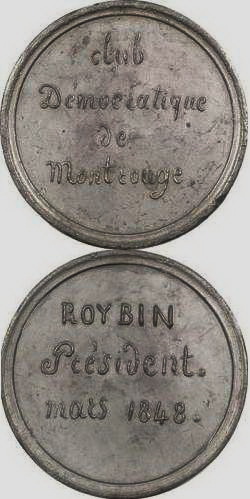 club
Démocratique
de
Montrouge
ROYBIN
Président.
mars 1848.